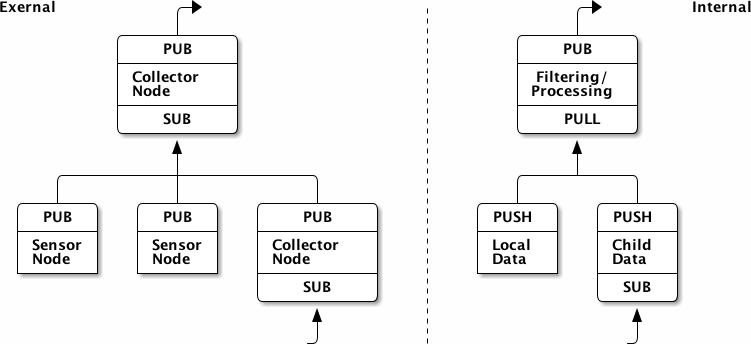 Exernal
Internal
PUB
Collector
Node
SUB
PUB
Sensor
Node
PUB
Sensor
Node
PUB
Collector
Node
SUB
PUB
Filtering/
Processing
PULL
PUSH
Local
Data
PUSH
Child
Data
SUB